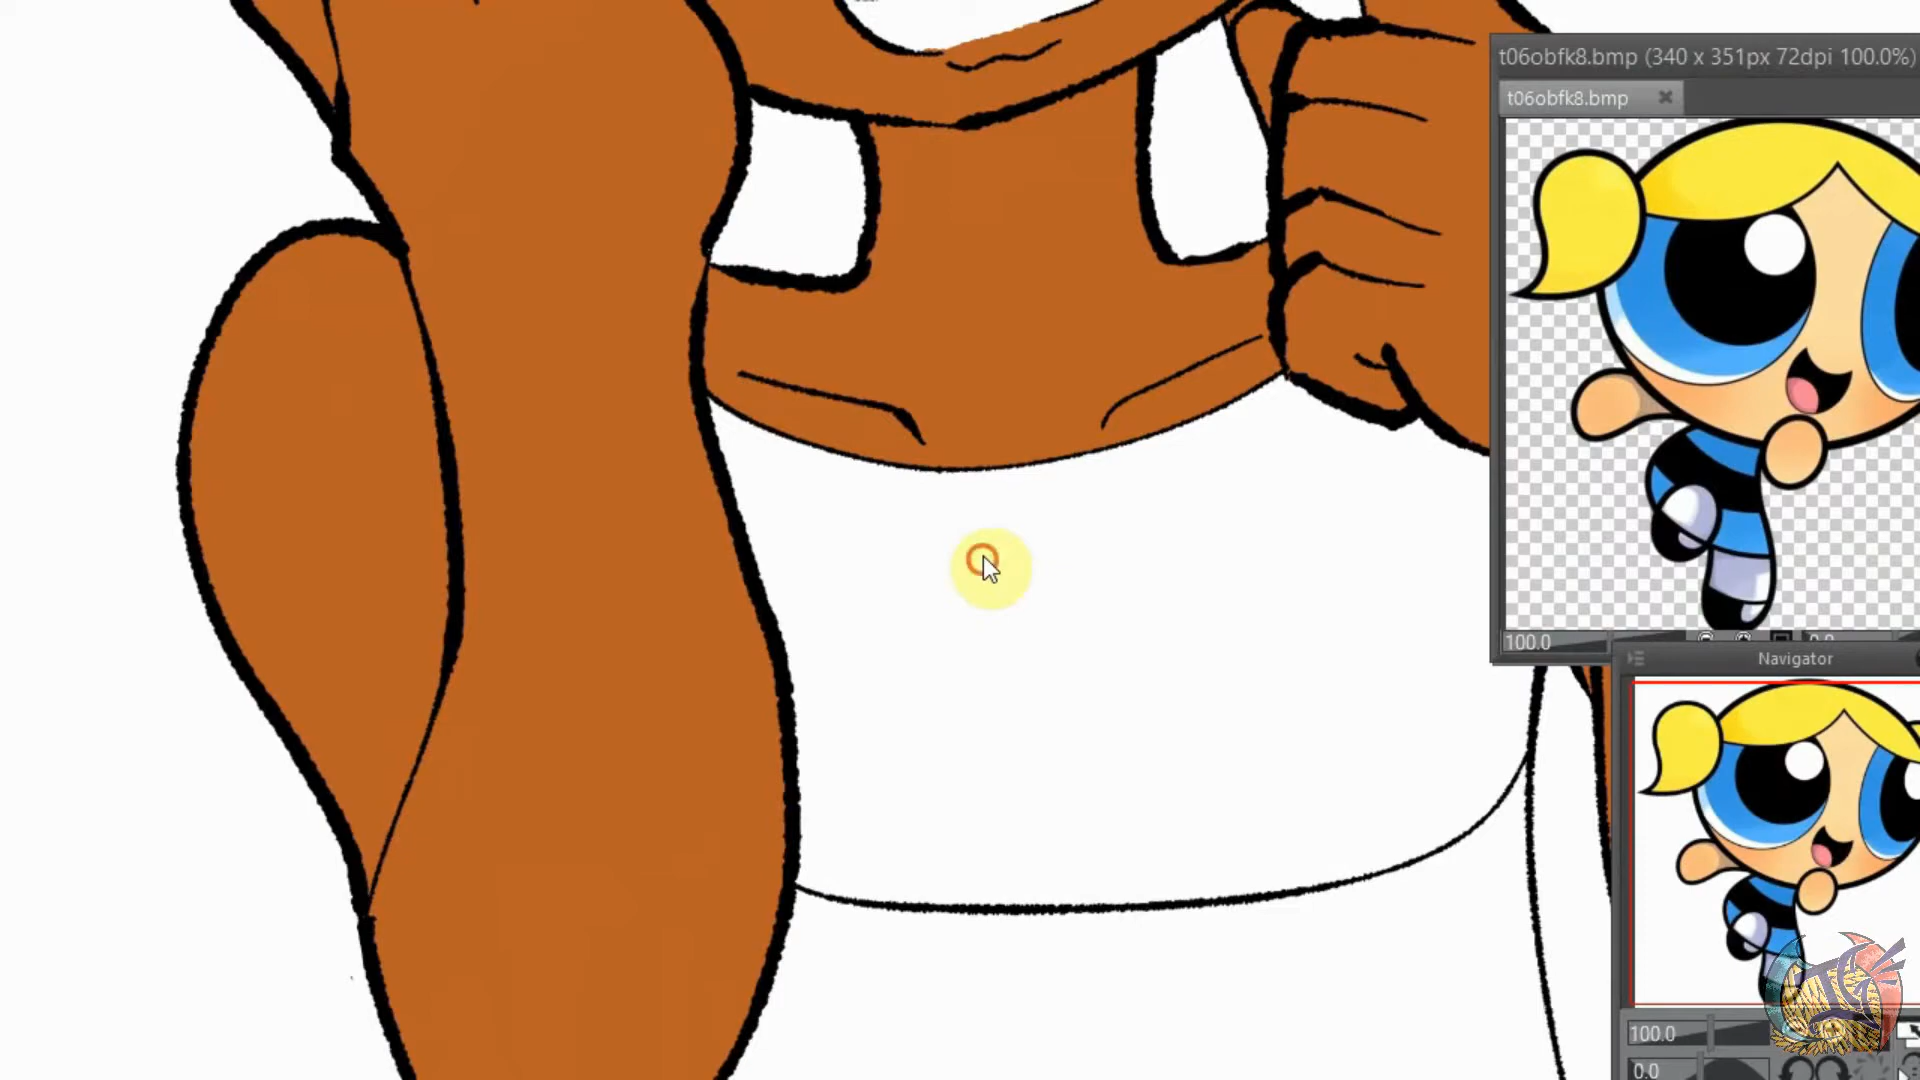 t06obfk8.bmp (340 x 351px 72dpi 100.0%)
t06obfk8.bmp
100.0
Navigator
100.0
0.0